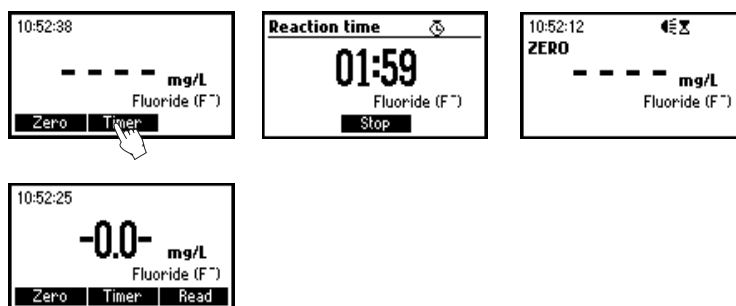 10:52:38
- - - - mg/L
Fluoride (F⁻)
Zero Timer
Reaction time
01:59
Fluoride (F⁻)
Stop
10:52:12
ZERO
- - - - mg/L
Fluoride (F⁻)
10:52:25
-0.0- mg/L
Fluoride (F⁻)
Zero Timer Read